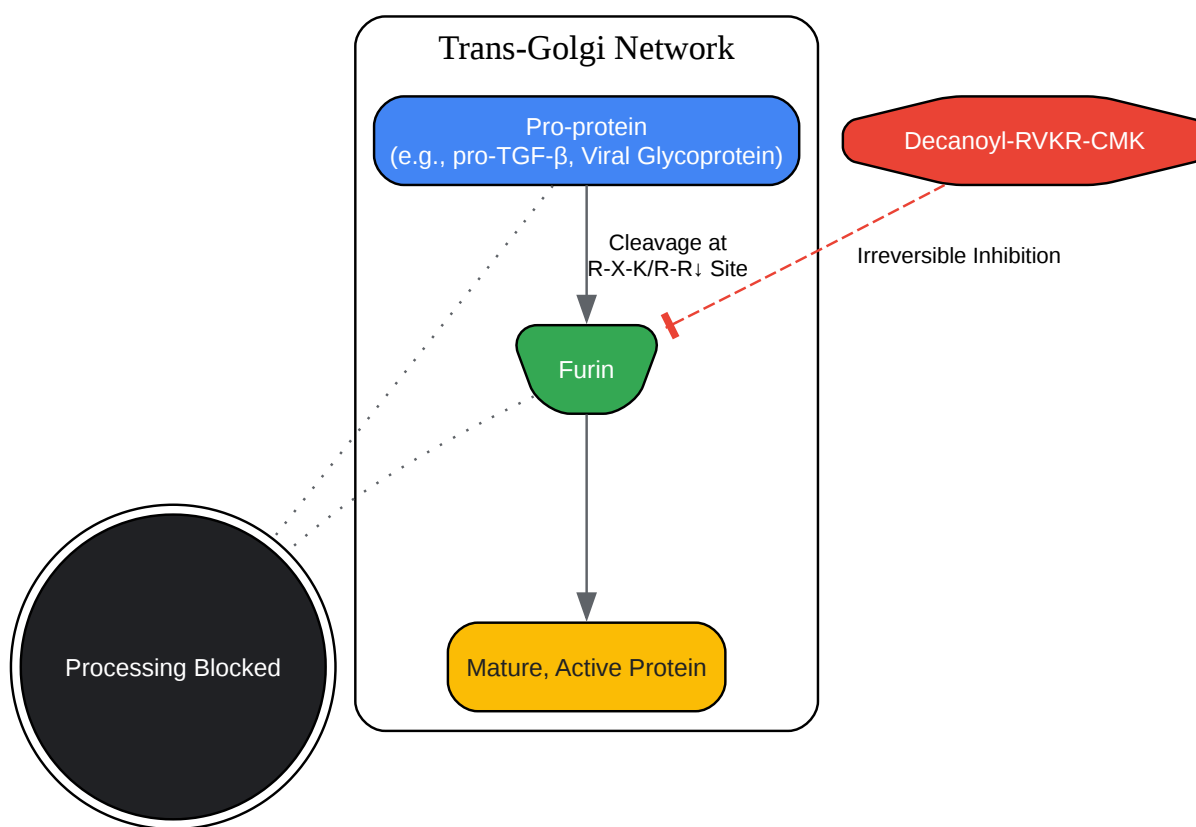 Trans-Golgi Network
Pro-protein
(e.g., pro-TGF-β, Viral Glycoprotein)
Decanoyl-RVKR-CMK
Cleavage at
R-X-K/R-R↓ Site
Irreversible Inhibition
Furin
Processing Blocked
Mature, Active Protein